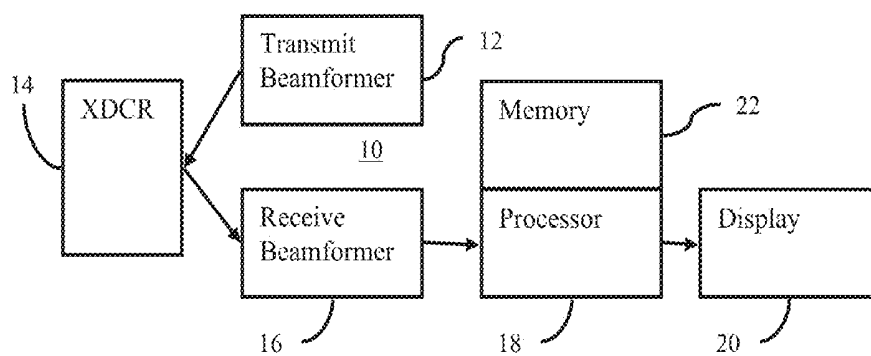 Transmit
Beamformer
12
14
XDCR
Memory
22
10
Receive
Beamformer
Processor
Display
16
18
20